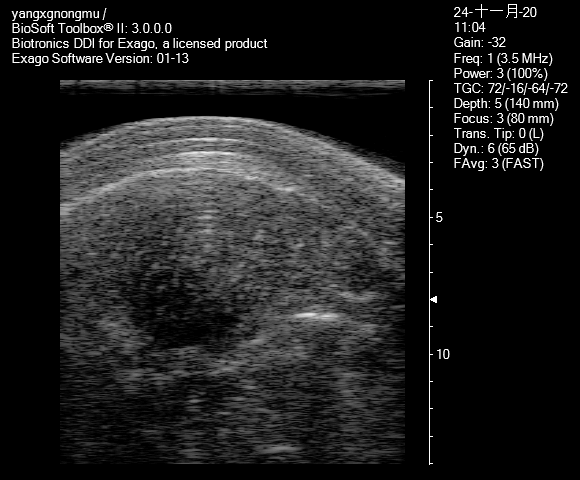 yangxgnongmu /
BioSoft Toolbox® II: 3.0.0.0
Biotronics DDI for Exago, a licensed product
Exago Software Version: 01-13
24-十一月-20
11:04
Gain: -32
Freq: 1 (3.5 MHz)
Power: 3 (100%)
TGC: 72/-16/-64/-72
Depth: 5 (140 mm)
Focus: 3 (80 mm)
Trans. Tip: 0 (L)
Dyn.: 6 (65 dB)
FAvg: 3 (FAST)
5
10